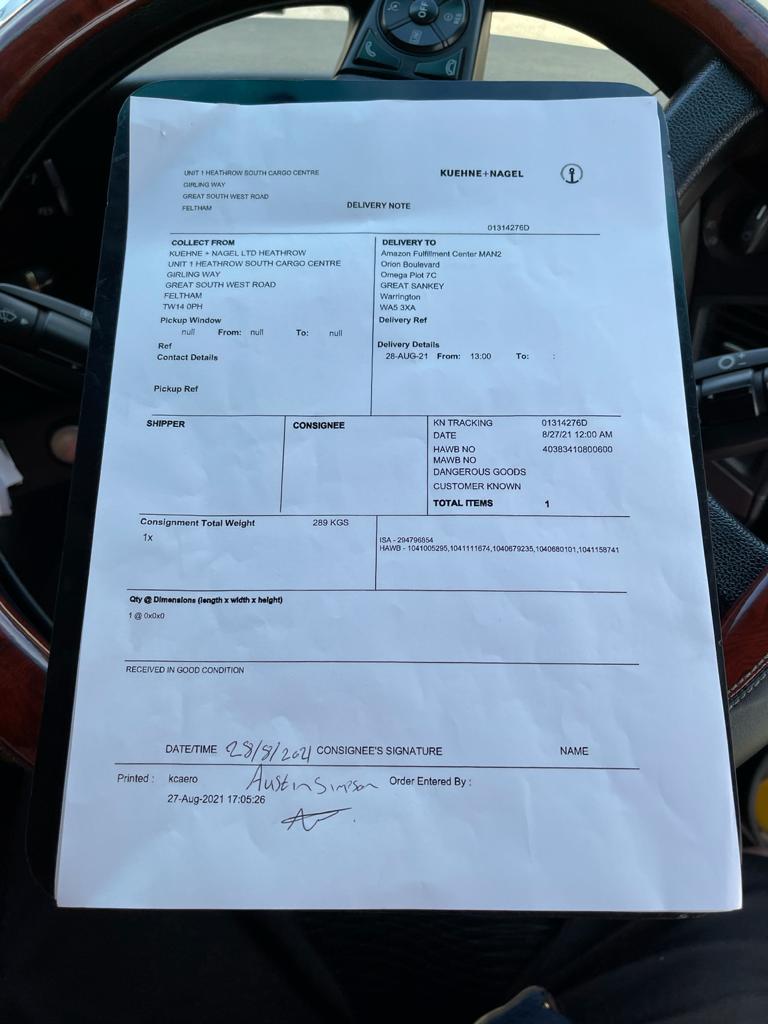 OFF
RES
UNIT 1 HEATHROW SOUTH CARGO CENTRE
GIRLING WAY
GREAT SOUTH WEST ROAD
FELTHAM
KUEHNE+NAGEL
DELIVERY NOTE
01314276D
COLLECT FROM
KUEHNE + NAGEL LTD HEATHROW
UNIT 1 HEATHROW SOUTH CARGO CENTRE
GIRLING WAY
GREAT SOUTH WEST ROAD
FELTHAM
TW14 0PH
Pickup Window
null From: null To: null
Ref
Contact Details
Pickup Ref
DELIVERY TO
Amazon Fulfillment Center MAN2
Orion Boulevard
Omega Plot 7C
GREAT SANKEY
Warrington
WA5 3XA
Delivery Ref
Delivery Details
28-AUG-21 From: 13:00 To: :
SHIPPER
CONSIGNEE
KN TRACKING 01314276D
DATE 8/27/21 12:00 AM
HAWB NO 40383410800600
MAWB NO
DANGEROUS GOODS
CUSTOMER KNOWN
TOTAL ITEMS 1
Consignment Total Weight 289 KGS
1x
ISA - 294796854
HAWB - 1041005295,1041111674,1040679235,1040680101,1041158741
Qty @ Dimensions (length x width x height)
1 @ 0x0x0
RECEIVED IN GOOD CONDITION
DATE/TIME 28/8/2021 CONSIGNEE'S SIGNATURE NAME
Printed : kcaero Austin Simpson Order Entered By :
27-Aug-2021 17:05:26